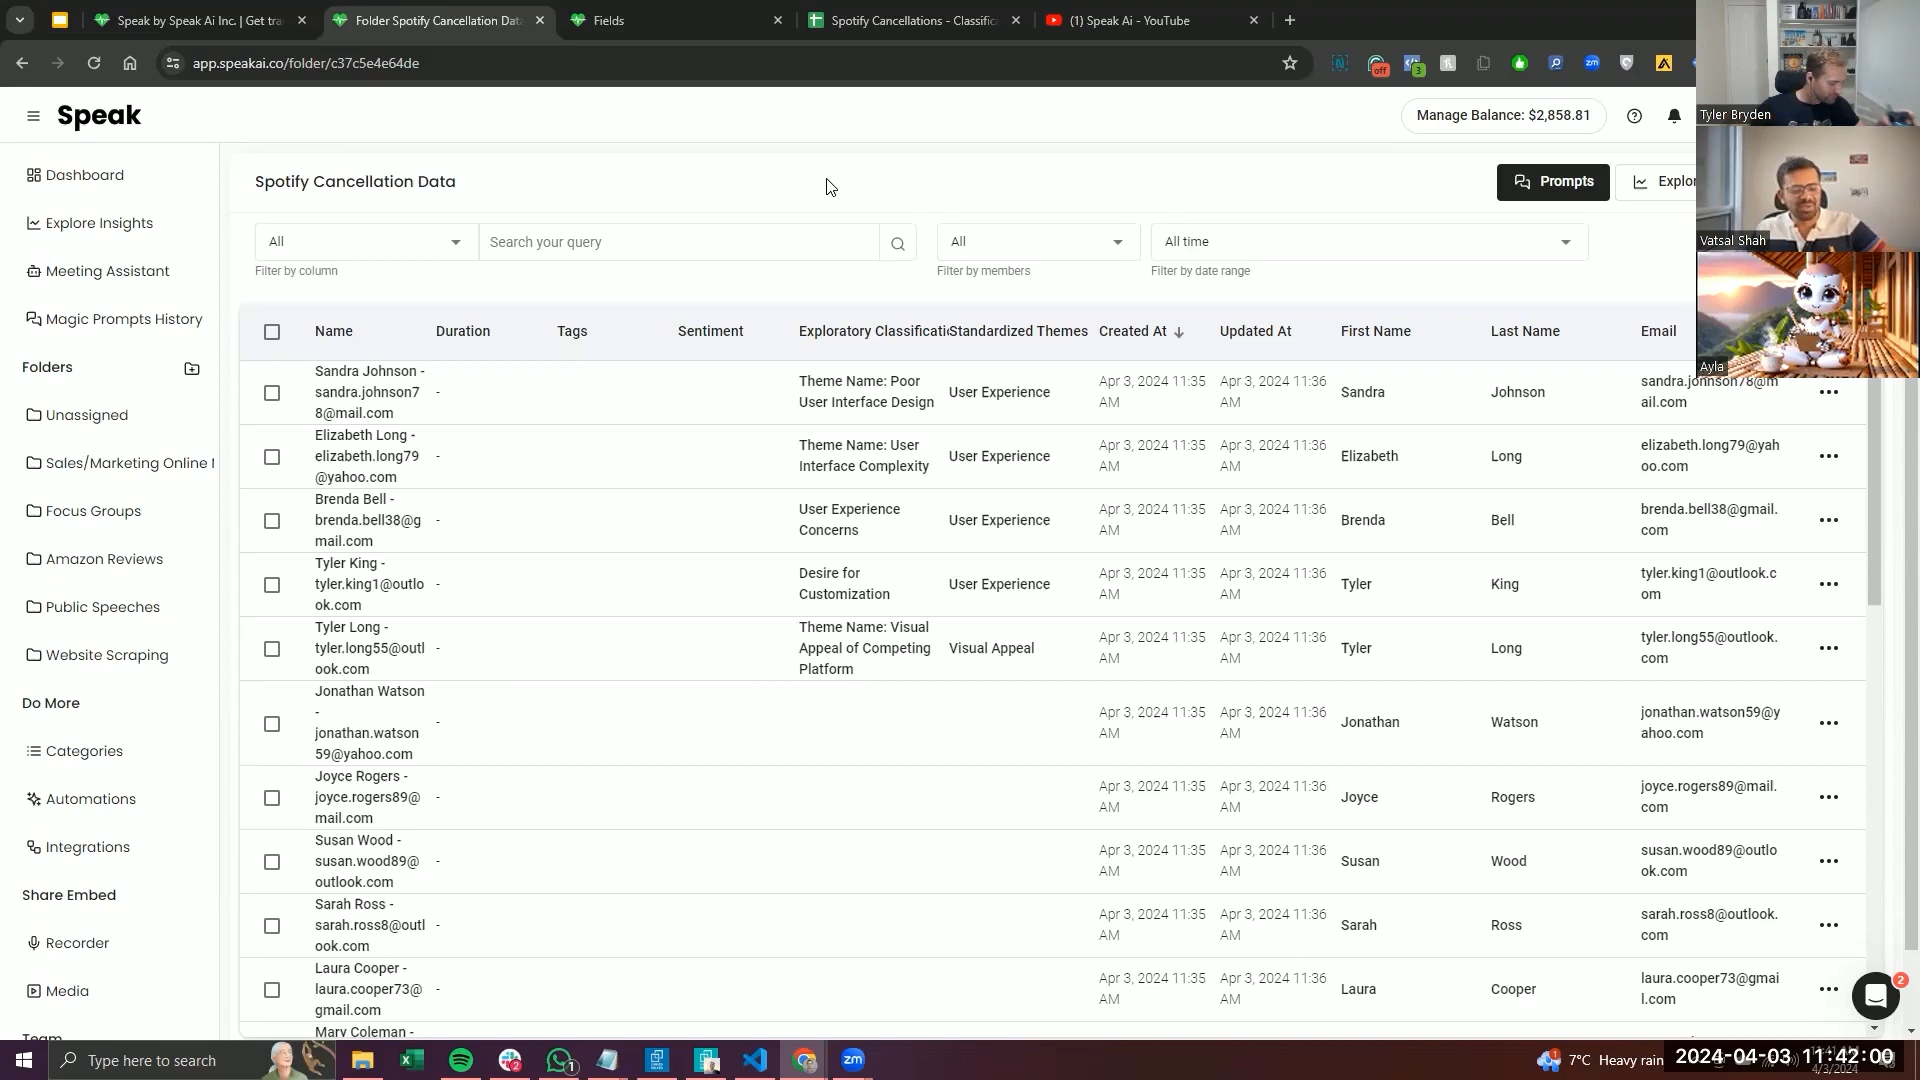 Speak by Speak Ai Inc. | Get tra
Folder Spotify Cancellation Data
Fields
Spotify Cancellations - Classific
(1) Speak Ai - YouTube
app.speakai.co/folder/c37c5e4e64de
off
3
zm
Tyler Bryden
Speak
Manage Balance: $2,858.81
Dashboard
Explore Insights
Meeting Assistant
Magic Prompts History
Folders
Unassigned
Sales/Marketing Online
Focus Groups
Amazon Reviews
Public Speeches
Website Scraping
Do More
Categories
Automations
Integrations
Share Embed
Recorder
Media
Team
Spotify Cancellation Data
Prompts
Explor
Vatsal Shah
Ayla
All
Search your query
All
All time
Filter by column
Filter by members
Filter by date range
Name Duration Tags Sentiment Exploratory Classificati Standardized Themes Created At Updated At First Name Last Name Email
Sandra Johnson -
sandra.johnson7
8@mail.com
-
Theme Name: Poor
User Interface Design
User Experience
Apr 3, 2024 11:35
AM
Apr 3, 2024 11:36
AM
Sandra
Johnson
sandra.johnson78@m
ail.com
Elizabeth Long -
elizabeth.long79
@yahoo.com
-
Theme Name: User
Interface Complexity
User Experience
Apr 3, 2024 11:35
AM
Apr 3, 2024 11:36
AM
Elizabeth
Long
elizabeth.long79@yah
oo.com
Brenda Bell -
brenda.bell38@g
mail.com
-
User Experience
Concerns
User Experience
Apr 3, 2024 11:35
AM
Apr 3, 2024 11:36
AM
Brenda
Bell
brenda.bell38@gmail.
com
Tyler King -
tyler.king1@outlo
ok.com
-
Desire for
Customization
User Experience
Apr 3, 2024 11:35
AM
Apr 3, 2024 11:36
AM
Tyler
King
tyler.king1@outlook.c
om
Tyler Long -
tyler.long55@outl
ook.com
-
Theme Name: Visual
Appeal of Competing
Platform
Visual Appeal
Apr 3, 2024 11:35
AM
Apr 3, 2024 11:36
AM
Tyler
Long
tyler.long55@outlook.
com
Jonathan Watson
-
jonathan.watson
59@yahoo.com
-
Apr 3, 2024 11:35
AM
Apr 3, 2024 11:36
AM
Jonathan
Watson
jonathan.watson59@y
ahoo.com
Joyce Rogers -
joyce.rogers89@
mail.com
-
Apr 3, 2024 11:35
AM
Apr 3, 2024 11:36
AM
Joyce
Rogers
joyce.rogers89@mail.
com
Susan Wood -
susan.wood89@
outlook.com
-
Apr 3, 2024 11:35
AM
Apr 3, 2024 11:36
AM
Susan
Wood
susan.wood89@outlo
ok.com
Sarah Ross -
sarah.ross8@outl
ook.com
-
Apr 3, 2024 11:35
AM
Apr 3, 2024 11:36
AM
Sarah
Ross
sarah.ross8@outlook.
com
Laura Cooper -
laura.cooper73@
gmail.com
-
Apr 3, 2024 11:35
AM
Apr 3, 2024 11:36
AM
Laura
Cooper
laura.cooper73@gmai
l.com
Mary Coleman -
2
Type here to search
2
1
zm
1
7°C Heavy rain
2024-04-03 11:42:00
4/3/2024